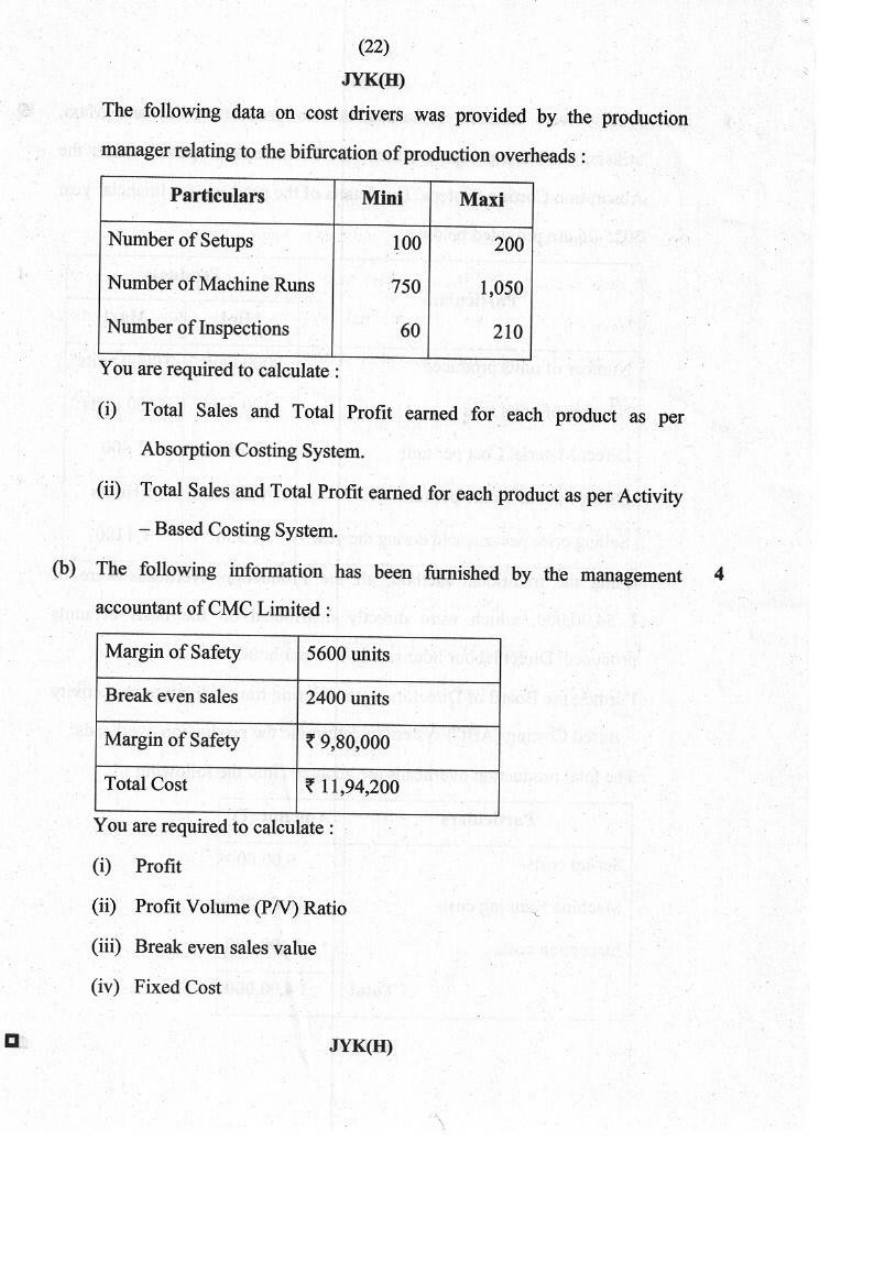 (22)
JYK(H)
The following data on cost drivers was provided by the production
manager relating to the bifurcation of production overheads :
Particulars Mini Maxi
Number of Setups 100 200
Number of Machine Runs 750 1,050
Number of Inspections 60 210
You are required to calculate :
(i) Total Sales and Total Profit earned for each product as per
Absorption Costing System.
(ii) Total Sales and Total Profit earned for each product as per Activity
– Based Costing System.
(b) The following information has been furnished by the management 4
accountant of CMC Limited :
Margin of Safety 5600 units
Break even sales 2400 units
Margin of Safety ₹ 9,80,000
Total Cost ₹ 11,94,200
You are required to calculate :
(i) Profit
(ii) Profit Volume (P/V) Ratio
(iii) Break even sales value
(iv) Fixed Cost
JYK(H)